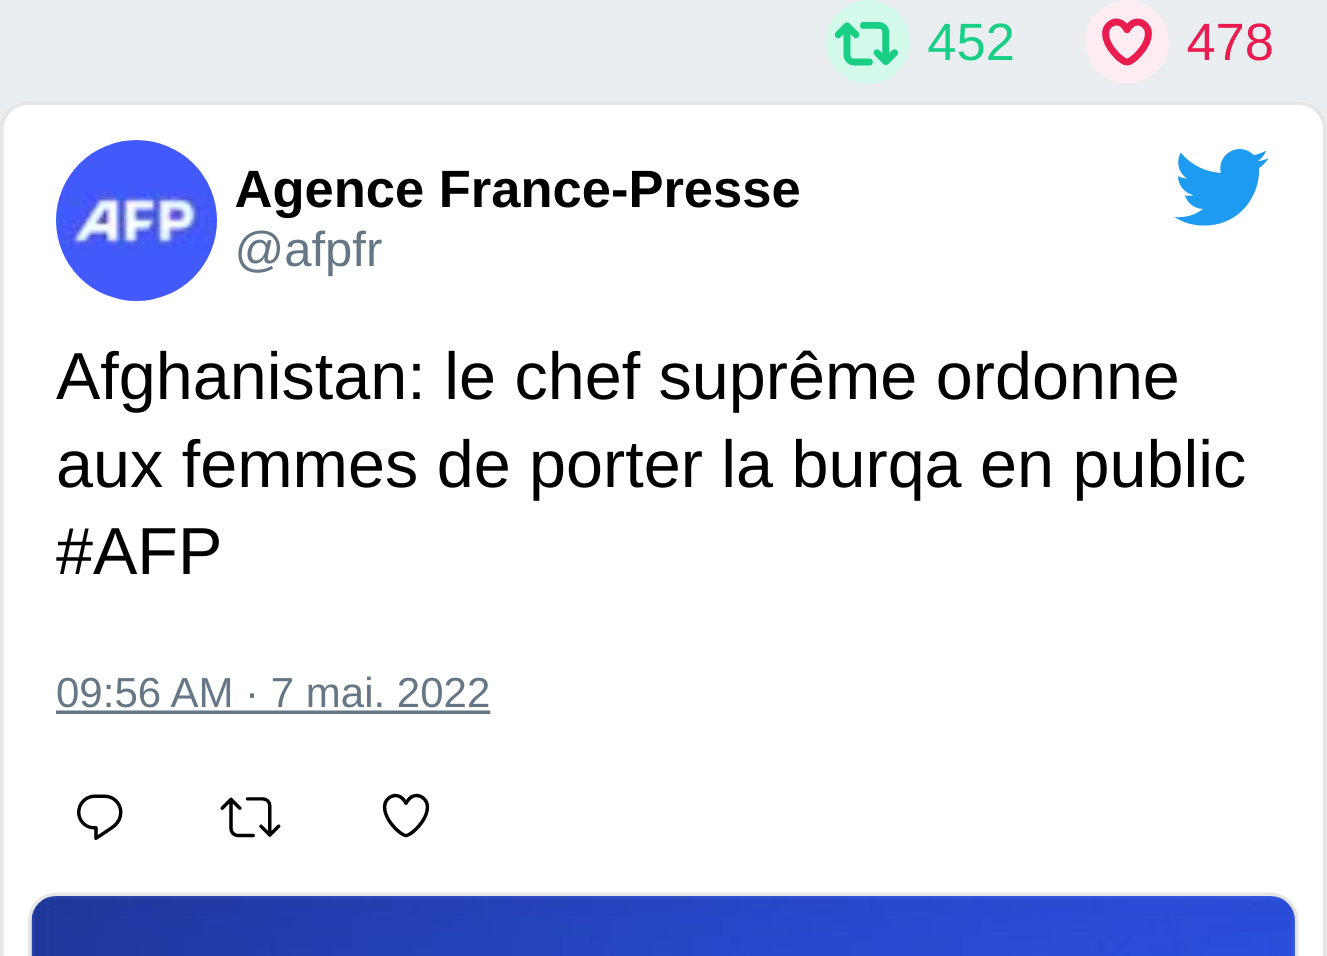 452 478
AFP
Agence France-Presse
@afpfr
Afghanistan: le chef suprême ordonne
aux femmes de porter la burqa en public
#AFP
09:56 AM · 7 mai. 2022